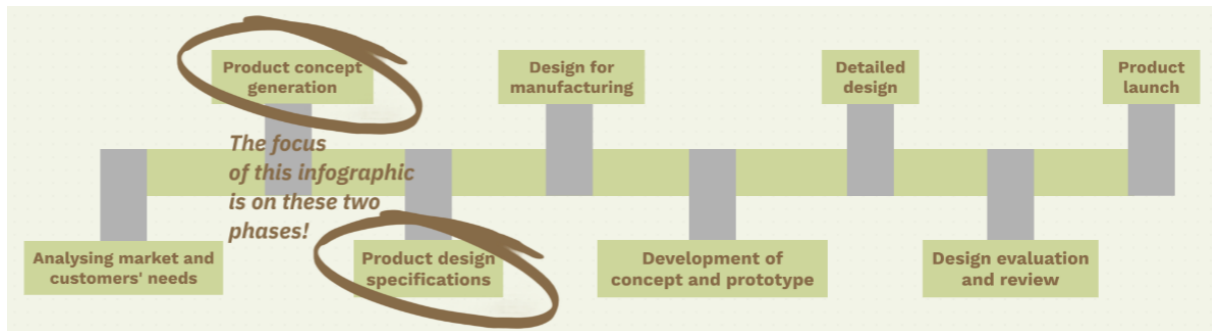 Product concept
generation
Design for
manufacturing
Detailed
design
Product
launch
The focus
of this infographic
is on these two
phases!
Analysing market and
customers' needs
Product design
specifications
Development of
concept and prototype
Design evaluation
and review